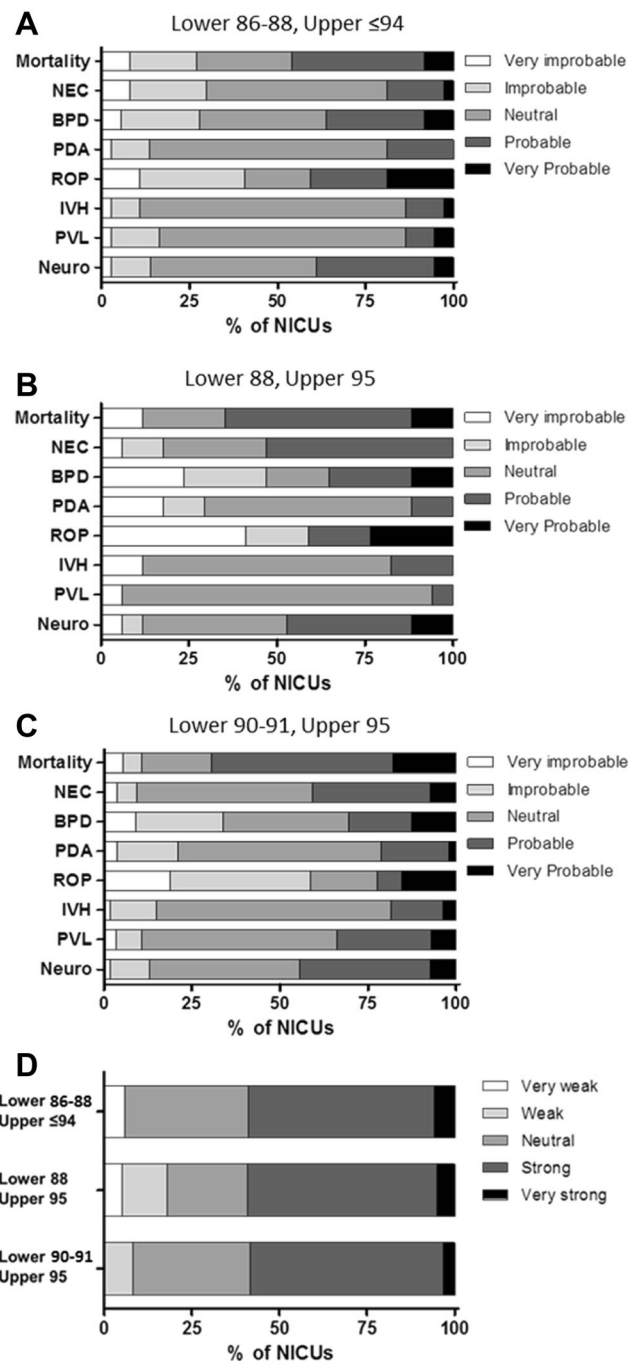 A
Lower 86-88, Upper ≤94
Mortality
NEC
BPD
PDA
ROP
IVH
PVL
Neuro
Very improbable
Improbable
Neutral
Probable
Very Probable
0 25 50 75 100
% of NICUs
B
Lower 88, Upper 95
Mortality
NEC
BPD
PDA
ROP
IVH
PVL
Neuro
Very improbable
Improbable
Neutral
Probable
Very Probable
0 25 50 75 100
% of NICUs
C
Lower 90-91, Upper 95
Mortality
NEC
BPD
PDA
ROP
IVH
PVL
Neuro
Very improbable
Improbable
Neutral
Probable
Very Probable
0 25 50 75 100
% of NICUs
D
Lower 86-88
Upper ≤94
Lower 88
Upper 95
Lower 90-91
Upper 95
Very weak
Weak
Neutral
Strong
Very strong
0 25 50 75 100
% of NICUs